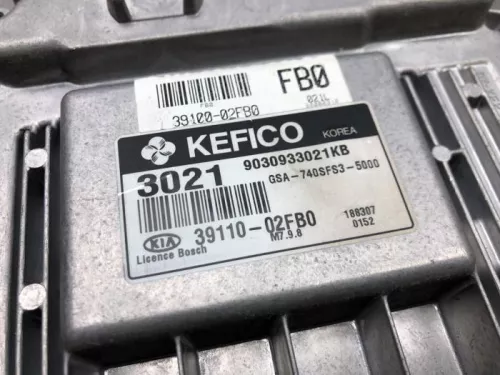 FB0
FB0
39100-02FB0
KEFICO KOREA
3021 9030933021KB
GSA-740SFS3-5000
39110-02FB0
M7.9.8
188307
0152
KIA
Licence Bosch